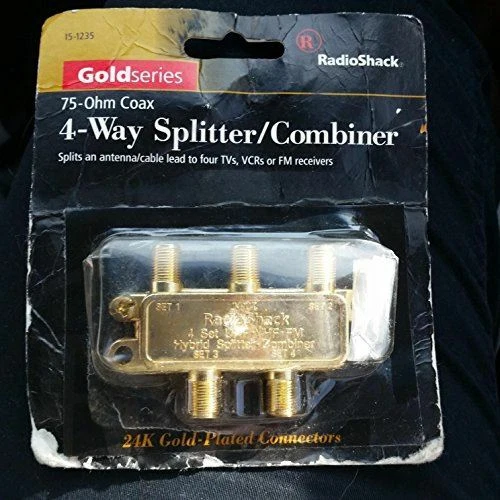 15-1235
Goldseries
R
RadioShack
75-Ohm Coax
4-Way Splitter/Combiner
Splits an antenna/cable lead to four TVs, VCRs or FM receivers
SET 1
SET 2
RadioShack
4 Set
Hybrid Splitter/Combiner
SET 3
SET 4
24K Gold-Plated Connectors